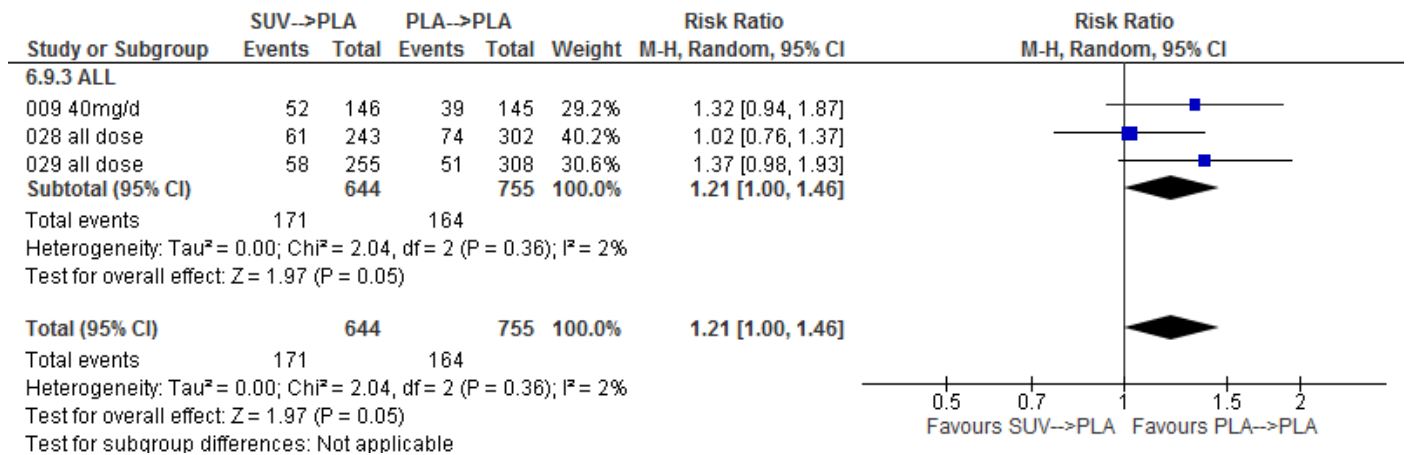 SUV-->PLA PLA-->PLA Risk Ratio Risk Ratio
Study or Subgroup Events Total Events Total Weight M-H, Random, 95% CI M-H, Random, 95% CI
6.9.3 ALL
009 40mg/d 52 146 39 145 29.2% 1.32 [0.94, 1.87]
028 all dose 61 243 74 302 40.2% 1.02 [0.76, 1.37]
029 all dose 58 255 51 308 30.6% 1.37 [0.98, 1.93]
Subtotal (95% CI) 644 755 100.0% 1.21 [1.00, 1.46]
Total events 171 164
Heterogeneity: Tau² = 0.00; Chi² = 2.04, df = 2 (P = 0.36); I² = 2%
Test for overall effect: Z = 1.97 (P = 0.05)
Total (95% CI) 644 755 100.0% 1.21 [1.00, 1.46]
Total events 171 164
Heterogeneity: Tau² = 0.00; Chi² = 2.04, df = 2 (P = 0.36); I² = 2%
Test for overall effect: Z = 1.97 (P = 0.05)
Test for subgroup differences: Not applicable
0.5 0.7 1 1.5 2
Favours SUV-->PLA Favours PLA-->PLA